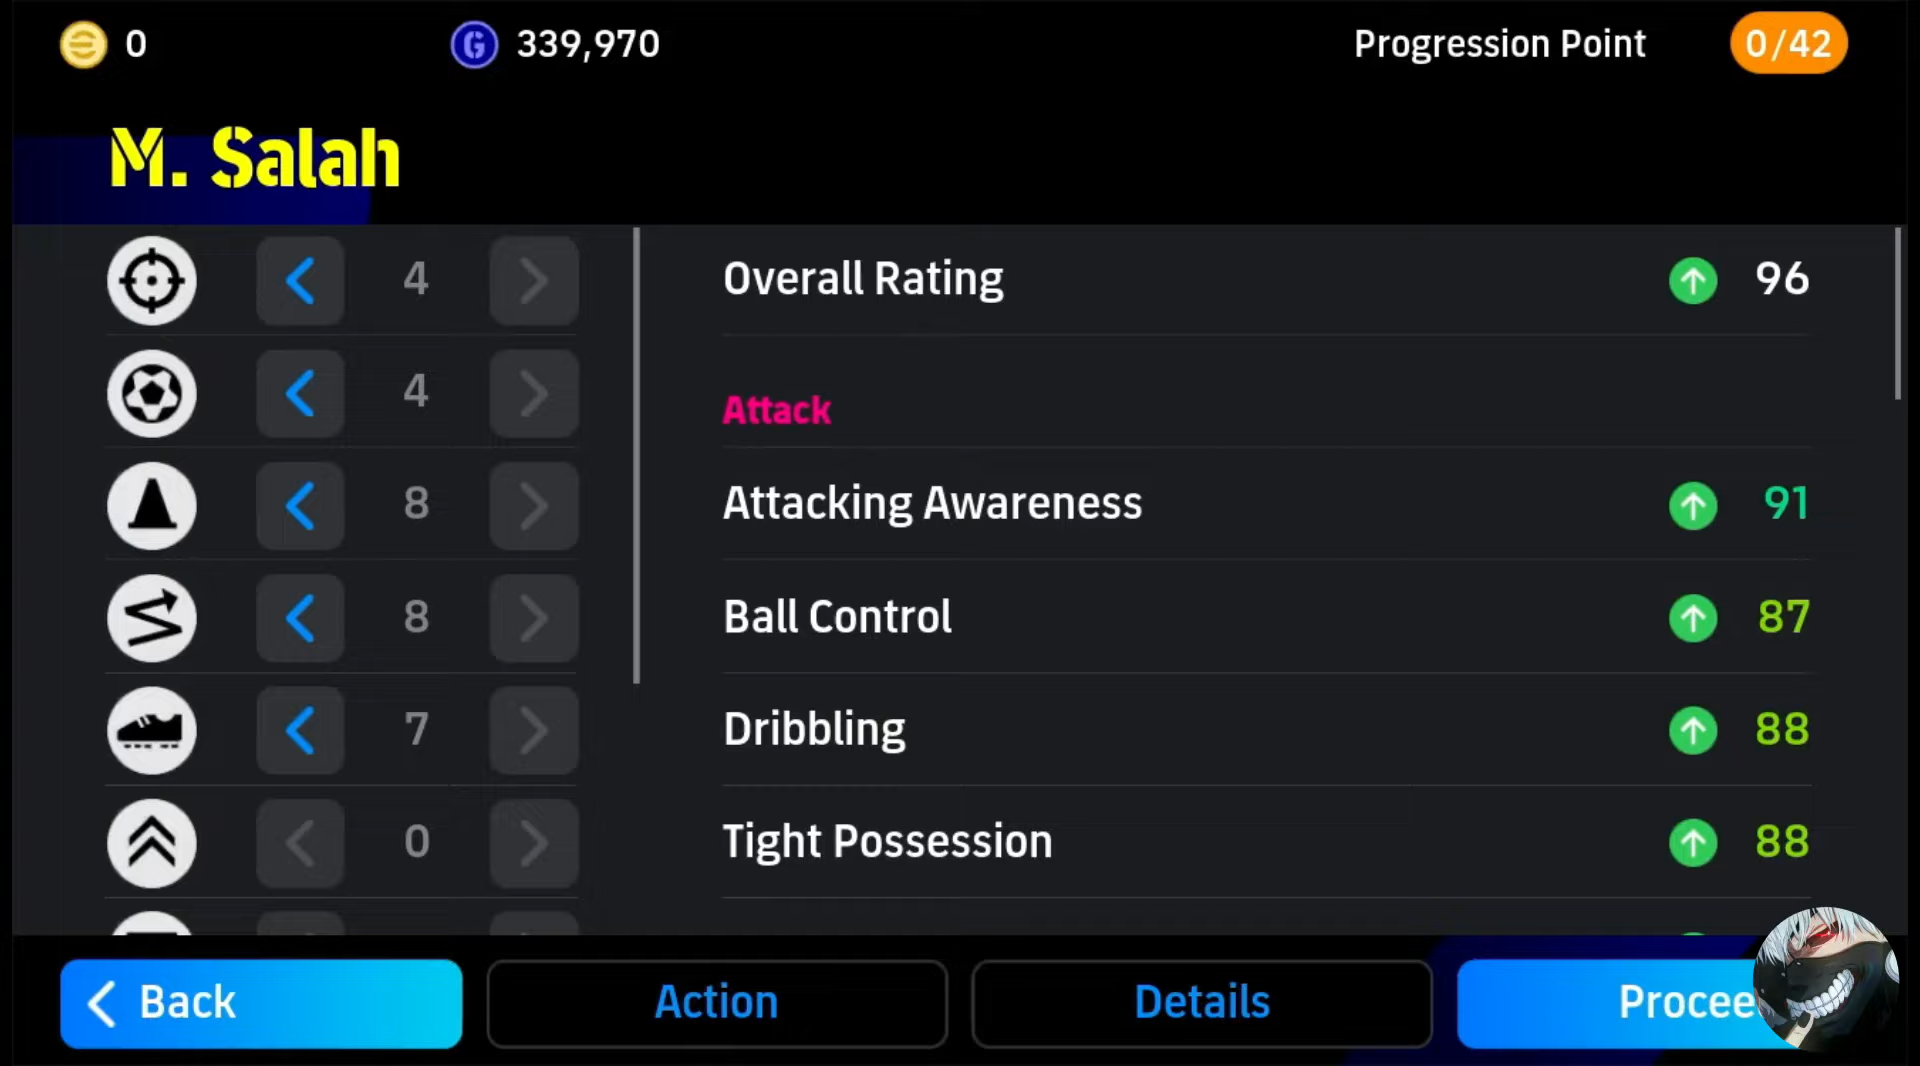 0
339,970
Progression Point 0/42
M. Salah
4
4
8
8
7
0
Overall Rating 96
Attack
Attacking Awareness 91
Ball Control 87
Dribbling 88
Tight Possession 88
Back
Action
Details
Procee